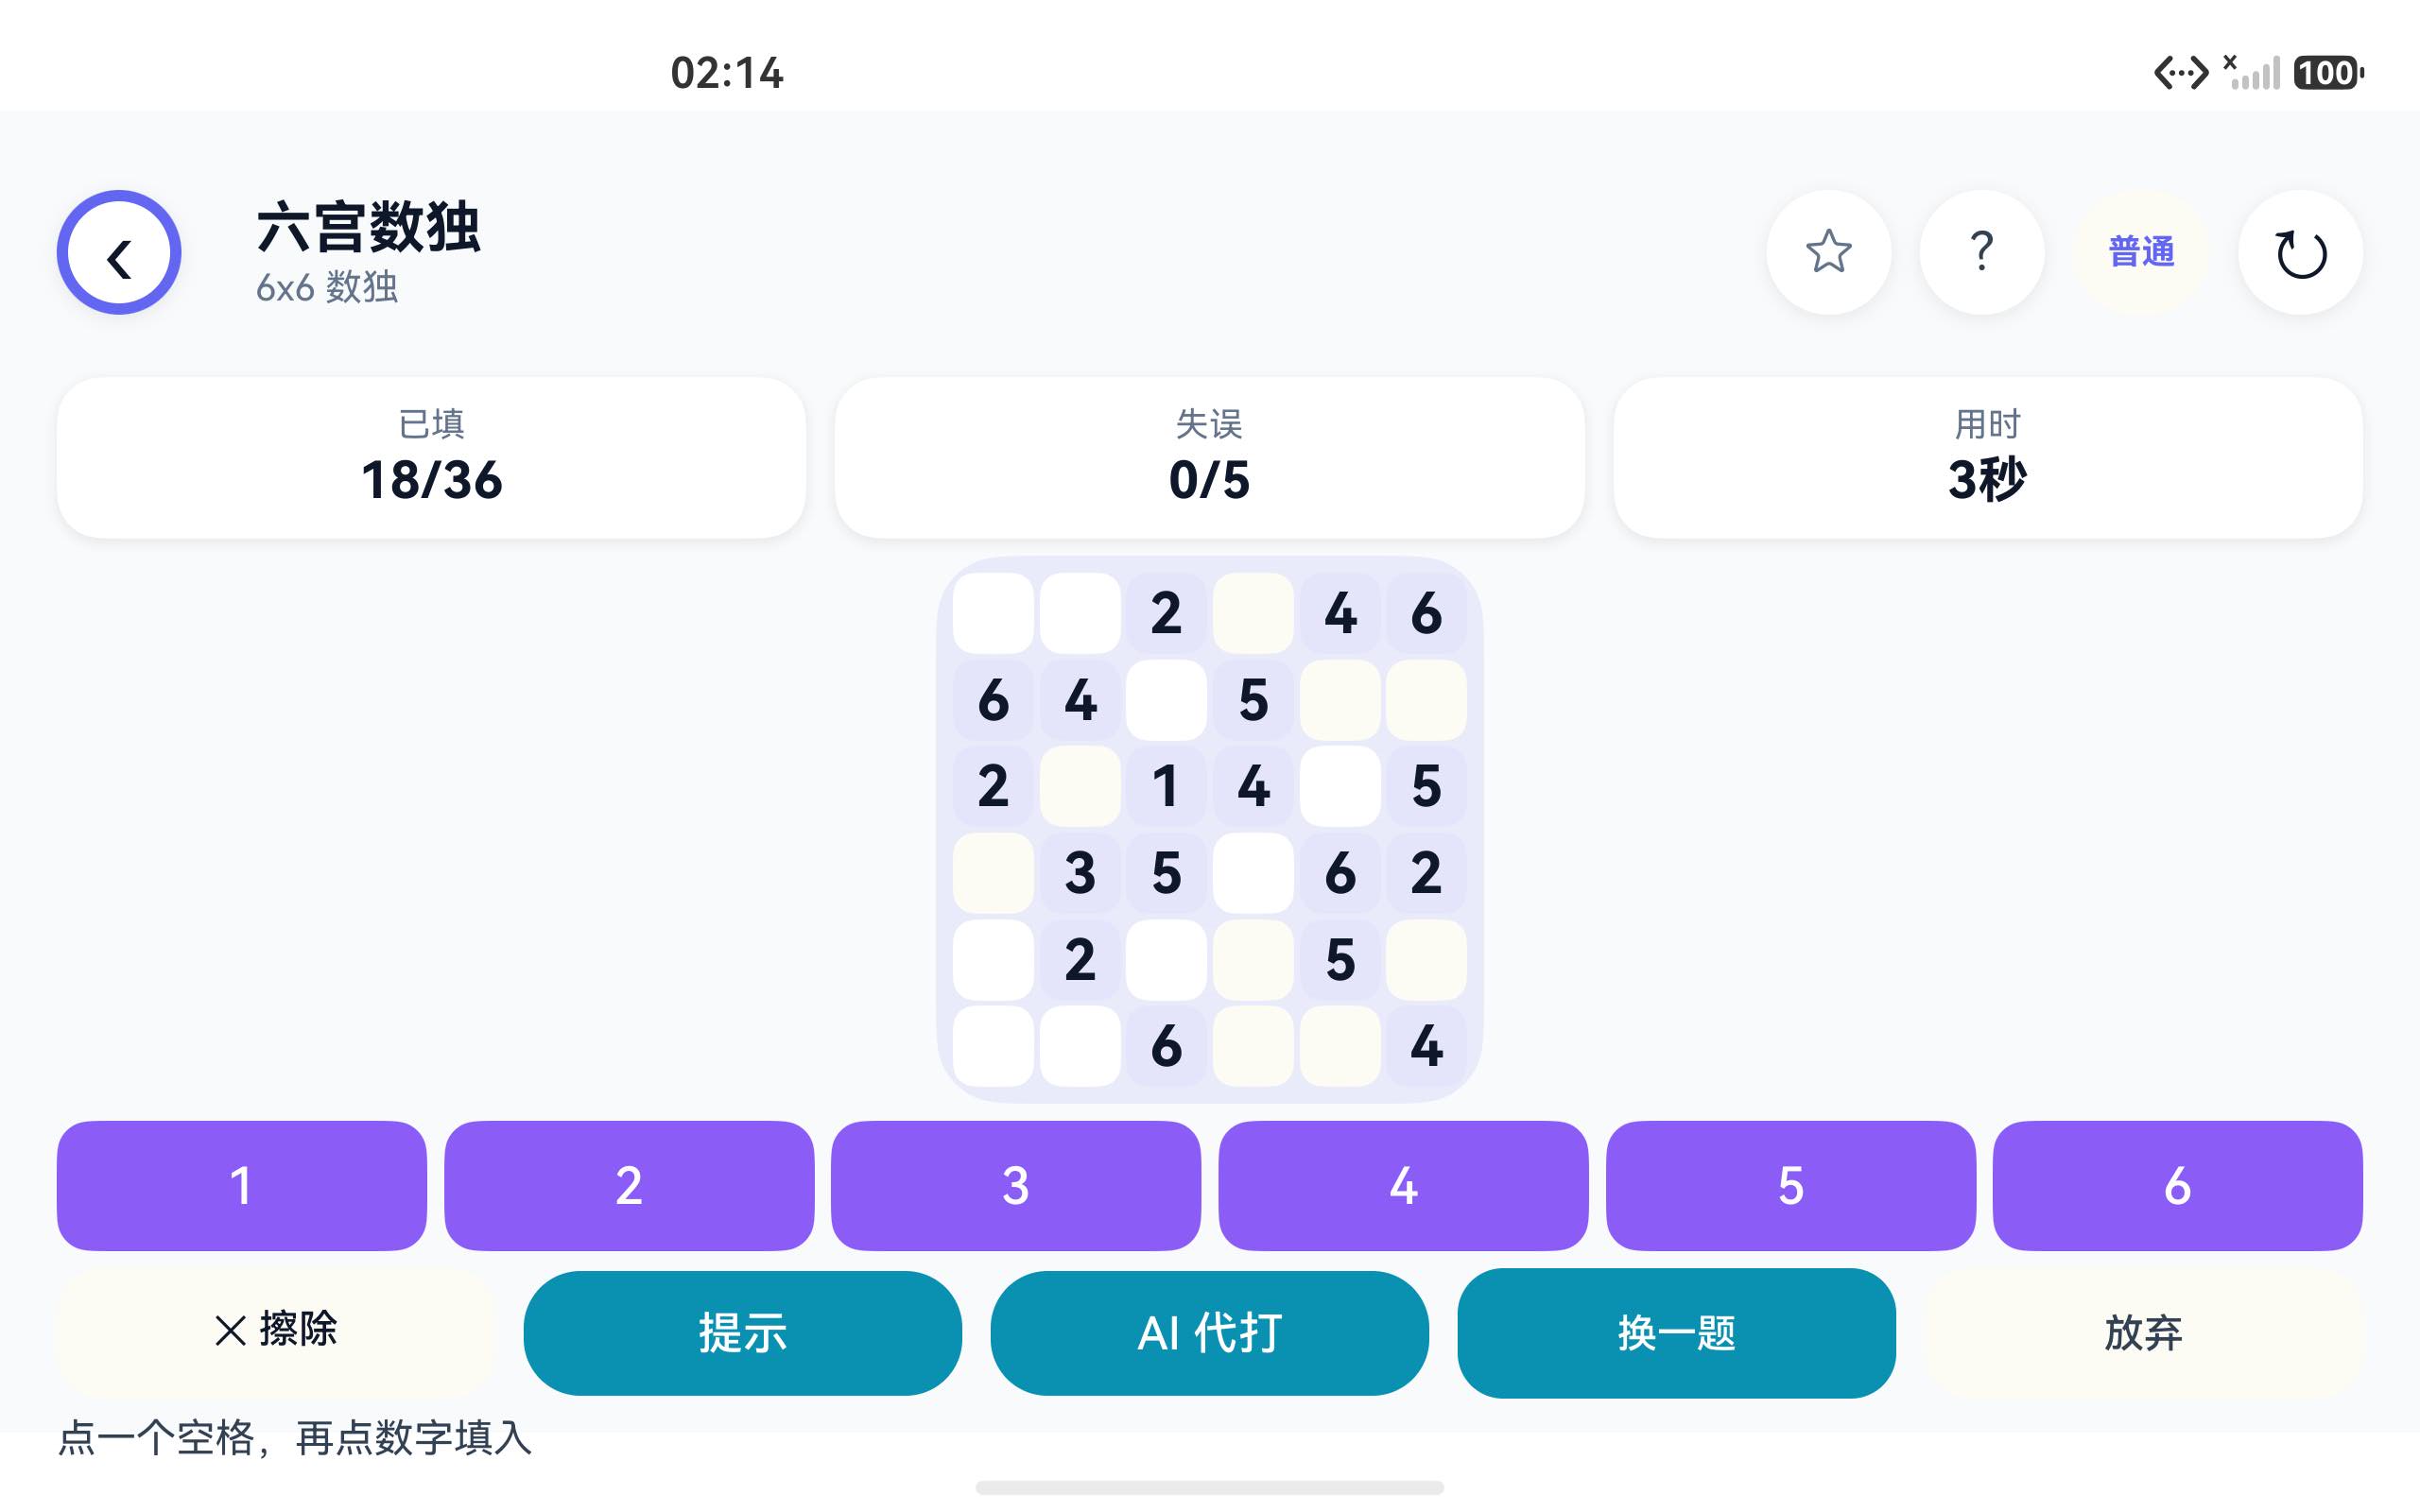 02:14
100
六宫数独
6x6 数独
?
普通
已填
18/36
失误
0/5
用时
3秒
2 4 6
6 4 5
2 1 4 5
3 5 6 2
2 5
6 4
1 2 3 4 5 6
× 擦除 提示 AI 代打 换一题 放弃
点一个空格，再点数字填入